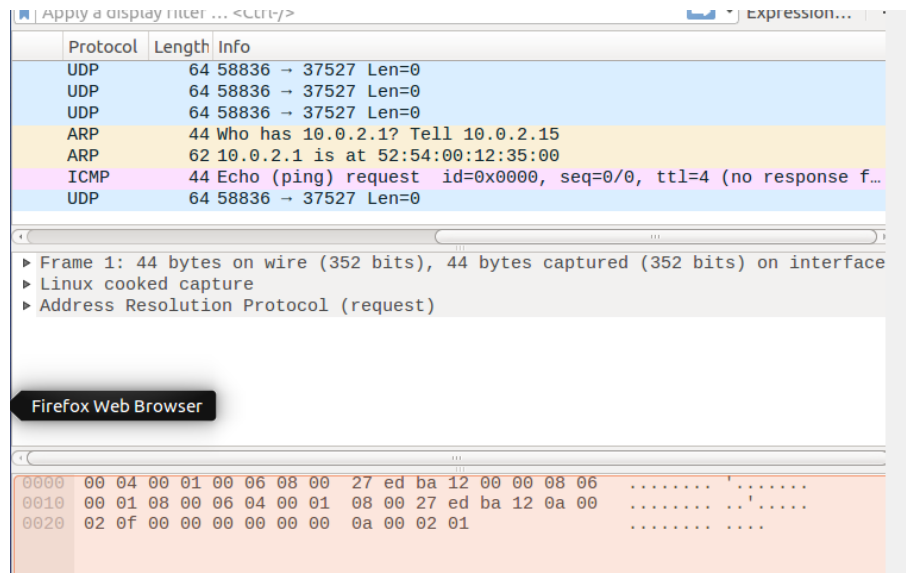 Apply a display filter … <Ctrl-/> Expression…
Protocol Length Info
UDP 64 58836 → 37527 Len=0
UDP 64 58836 → 37527 Len=0
UDP 64 58836 → 37527 Len=0
ARP 44 Who has 10.0.2.1? Tell 10.0.2.15
ARP 62 10.0.2.1 is at 52:54:00:12:35:00
ICMP 44 Echo (ping) request id=0x0000, seq=0/0, ttl=4 (no response f…
UDP 64 58836 → 37527 Len=0
Frame 1: 44 bytes on wire (352 bits), 44 bytes captured (352 bits) on interface
Linux cooked capture
Address Resolution Protocol (request)
Firefox Web Browser
0000 00 04 00 01 00 06 08 00 27 ed ba 12 00 00 08 06 ........ '.......
0010 00 01 08 00 06 04 00 01 08 00 27 ed ba 12 0a 00 ........ ..'.....
0020 02 0f 00 00 00 00 00 00 0a 00 02 01 ........ ....